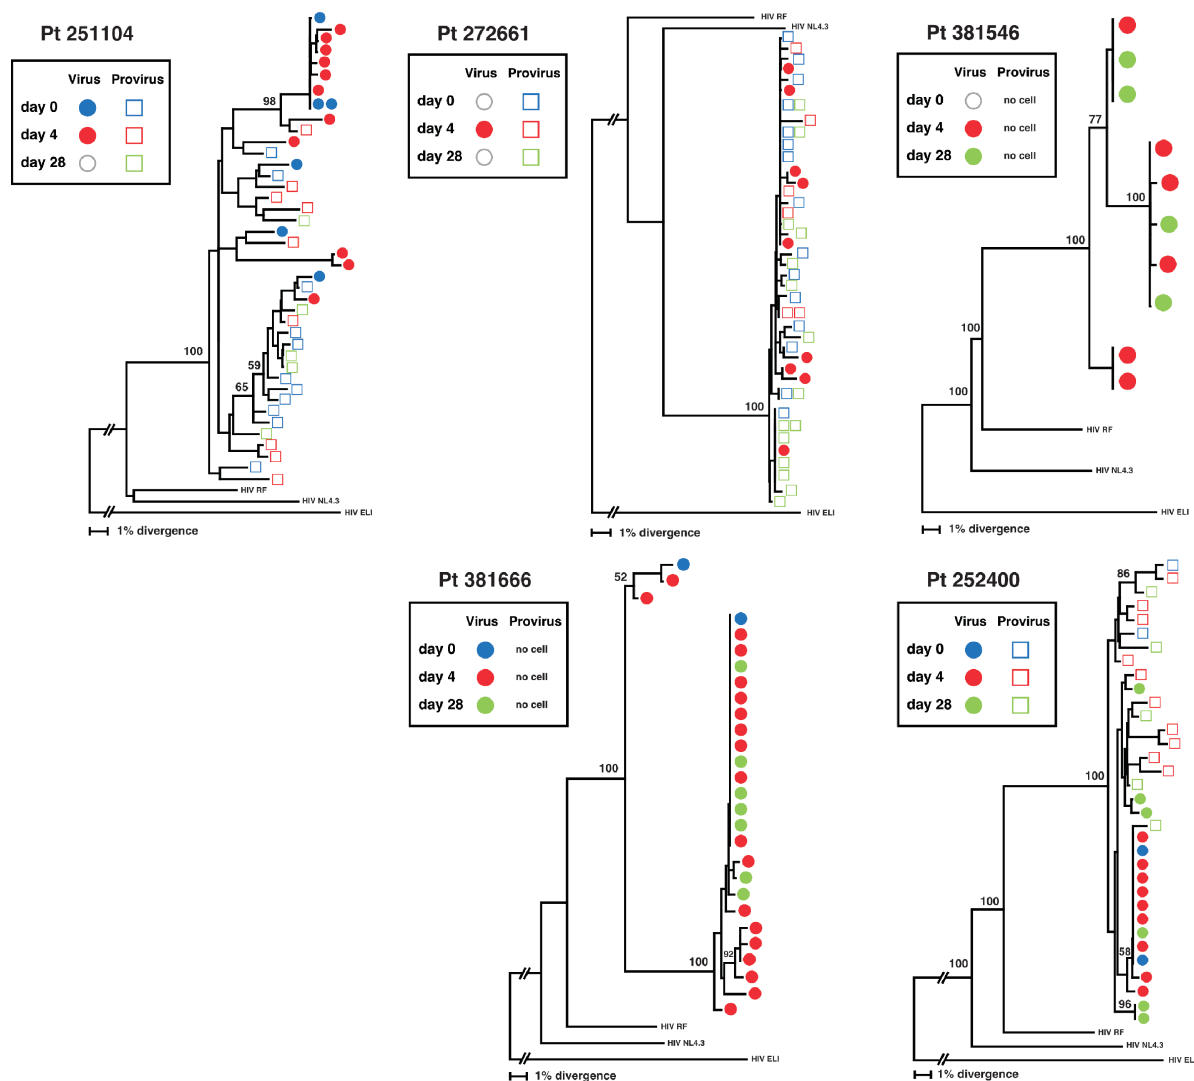 Pt 251104
Virus Provirus
day 0
day 4
day 28
98
100
59
65
HIV RF
HIV NL4.3
HIV ELI
1% divergence
Pt 272661
Virus Provirus
day 0
day 4
day 28
HIV RF
HIV NL4.3
100
HIV ELI
1% divergence
Pt 381546
Virus Provirus
day 0 no cell
day 4 no cell
day 28 no cell
77
100
100
100
100
HIV RF
HIV NL4.3
HIV ELI
1% divergence
Pt 381666
Virus Provirus
day 0 no cell
day 4 no cell
day 28 no cell
52
100
92
100
HIV RF
HIV NL4.3
HIV ELI
1% divergence
Pt 252400
Virus Provirus
day 0
day 4
day 28
86
100
100
58
100
96
HIV RF
HIV NL4.3
HIV EL
1% divergence